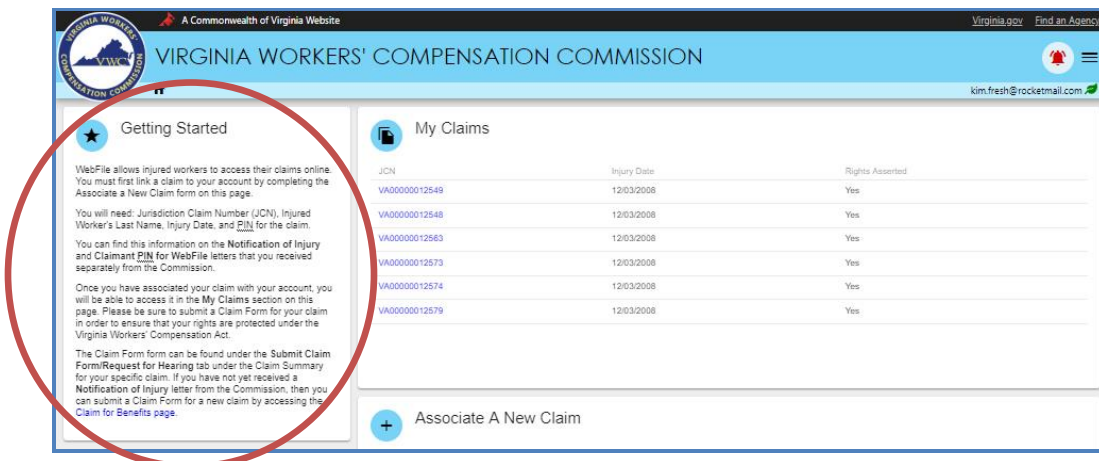 A Commonwealth of Virginia Website
Virginia.gov Find an Agency
VIRGINIA WORKERS' COMPENSATION COMMISSION
VWC
VIRGINIA WORKERS' COMPENSATION COMMISSION
kim.fresh@rocketmail.com
Getting Started
WebFile allows injured workers to access their claims online.
You must first link a claim to your account by completing the
Associate a New Claim form on this page.
You will need: Jurisdiction Claim Number (JCN), Injured
Worker's Last Name, Injury Date, and PIN for the claim.
You can find this information on the Notification of Injury
and Claimant PIN for WebFile letters that you received
separately from the Commission.
Once you have associated your claim with your account, you
will be able to access it in the My Claims section on this
page. Please be sure to submit a Claim Form for your claim
in order to ensure that your rights are protected under the
Virginia Workers' Compensation Act.
The Claim Form form can be found under the Submit Claim
Form/Request for Hearing tab under the Claim Summary
for your specific claim. If you have not yet received a
Notification of Injury letter from the Commission, then you
can submit a Claim Form for a new claim by accessing the
Claim for Benefits page.
My Claims
JCN Injury Date Rights Asserted
VA00000012549 12/03/2008 Yes
VA00000012548 12/03/2008 Yes
VA00000012563 12/03/2008 Yes
VA00000012573 12/03/2008 Yes
VA00000012574 12/03/2008 Yes
VA00000012579 12/03/2008 Yes
Associate A New Claim